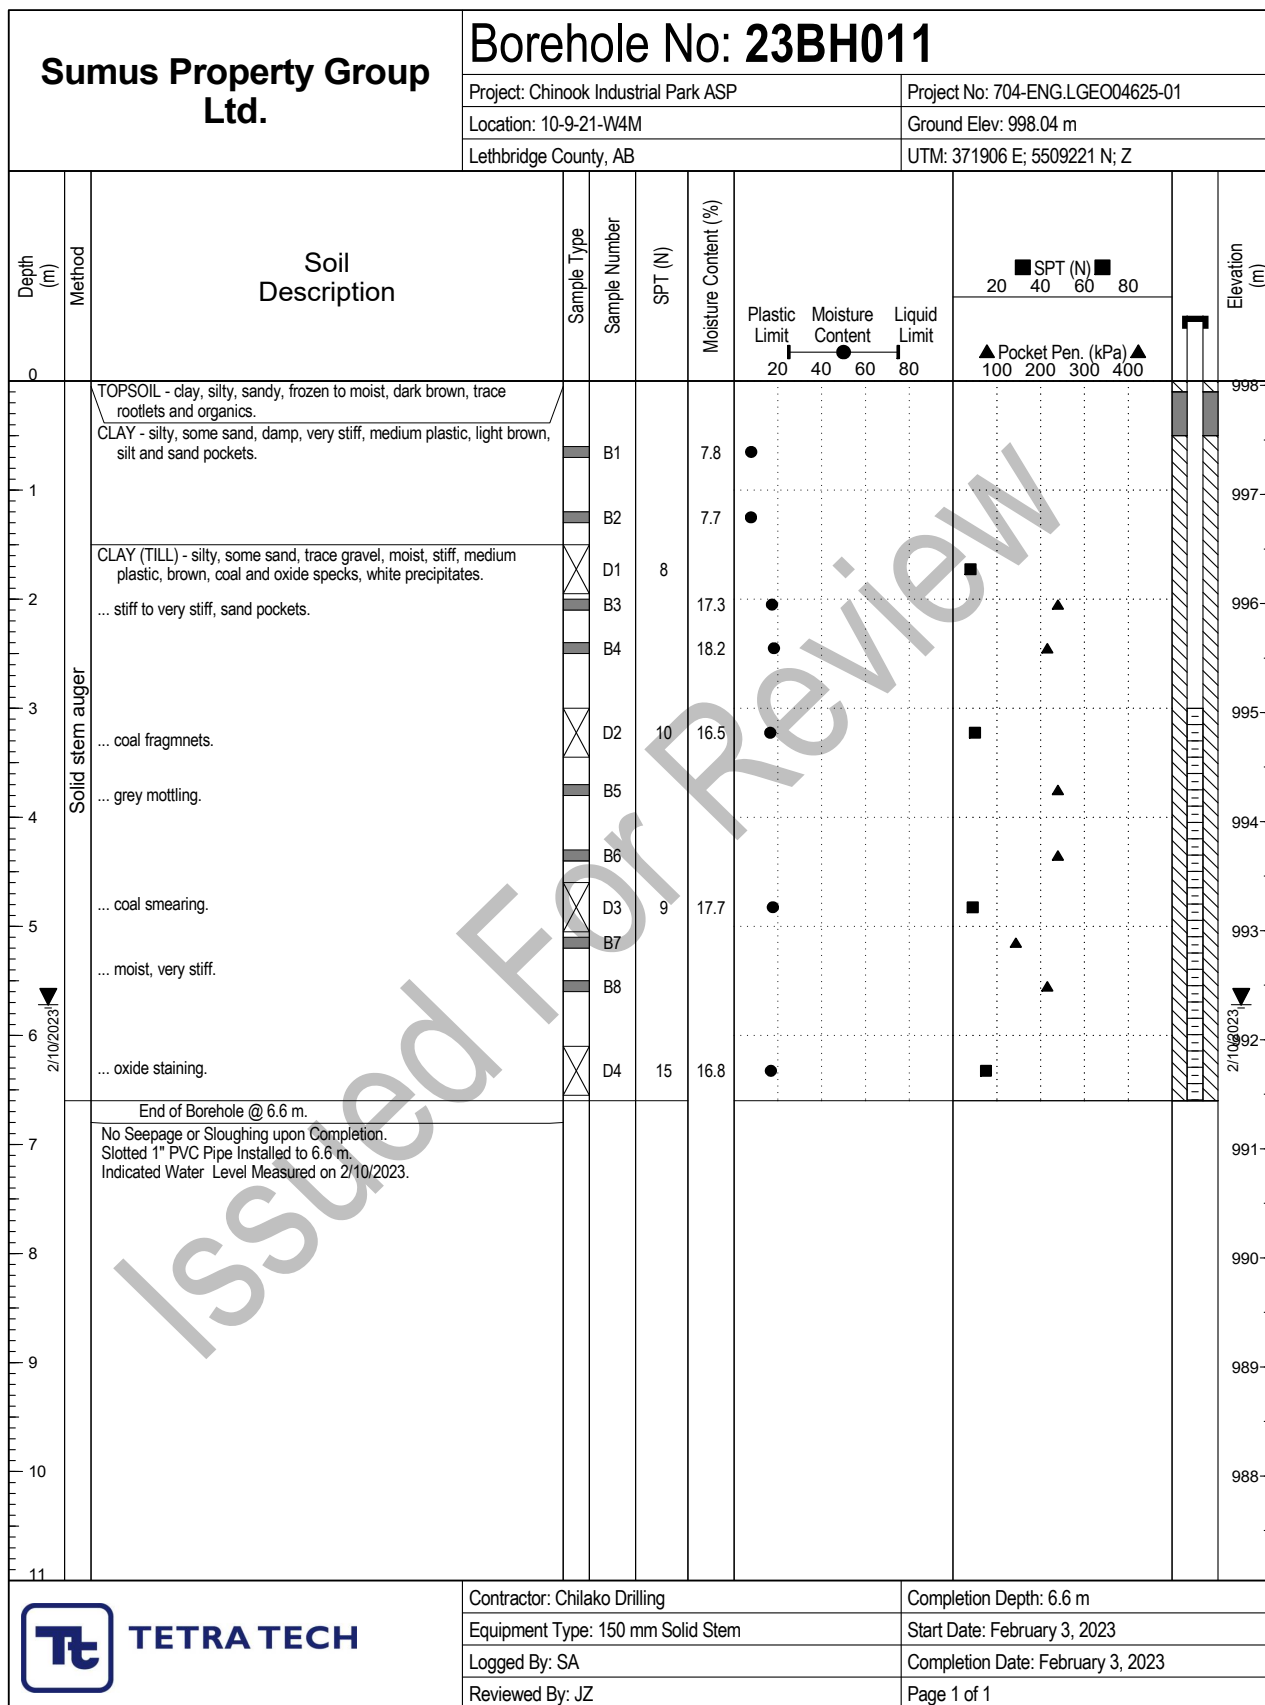 Sumus Property Group
Ltd.
Borehole No: 23BH011
Project: Chinook Industrial Park ASP
Project No: 704-ENG.LGEO04625-01
Location: 10-9-21-W4M
Ground Elev: 998.04 m
Lethbridge County, AB
UTM: 371906 E; 5509221 N; Z
Depth
(m)
Method
Soil
Description
Sample Type
Sample Number
SPT (N)
Moisture Content (%)
Plastic Moisture Liquid
Limit Content Limit
20 40 60 80
■ SPT (N) ■
20 40 60 80
▲ Pocket Pen. (kPa) ▲
100 200 300 400
Elevation
(m)
0
TOPSOIL - clay, silty, sandy, frozen to moist, dark brown, trace
rootlets and organics.
998
CLAY - silty, some sand, damp, very stiff, medium plastic, light brown,
silt and sand pockets.
B1 7.8
1
997
B2 7.7
CLAY (TILL) - silty, some sand, trace gravel, moist, stiff, medium
plastic, brown, coal and oxide specks, white precipitates.
D1 8
2
... stiff to very stiff, sand pockets.
B3 17.3
996
B4 18.2
Solid stem auger
3
995
... coal fragmnets.
D2 10 16.5
... grey mottling.
B5
4
994
B6
... coal smearing.
D3 9 17.7
5
993
B7
... moist, very stiff.
B8
2/10/2023
2/10/2023
6
992
... oxide staining.
D4 15 16.8
End of Borehole @ 6.6 m.
No Seepage or Sloughing upon Completion.
Slotted 1" PVC Pipe Installed to 6.6 m.
Indicated Water Level Measured on 2/10/2023.
7
991
8
990
9
989
10
988
11
Issued For Review
Tt TETRA TECH
Contractor: Chilako Drilling
Completion Depth: 6.6 m
Equipment Type: 150 mm Solid Stem
Start Date: February 3, 2023
Logged By: SA
Completion Date: February 3, 2023
Reviewed By: JZ
Page 1 of 1